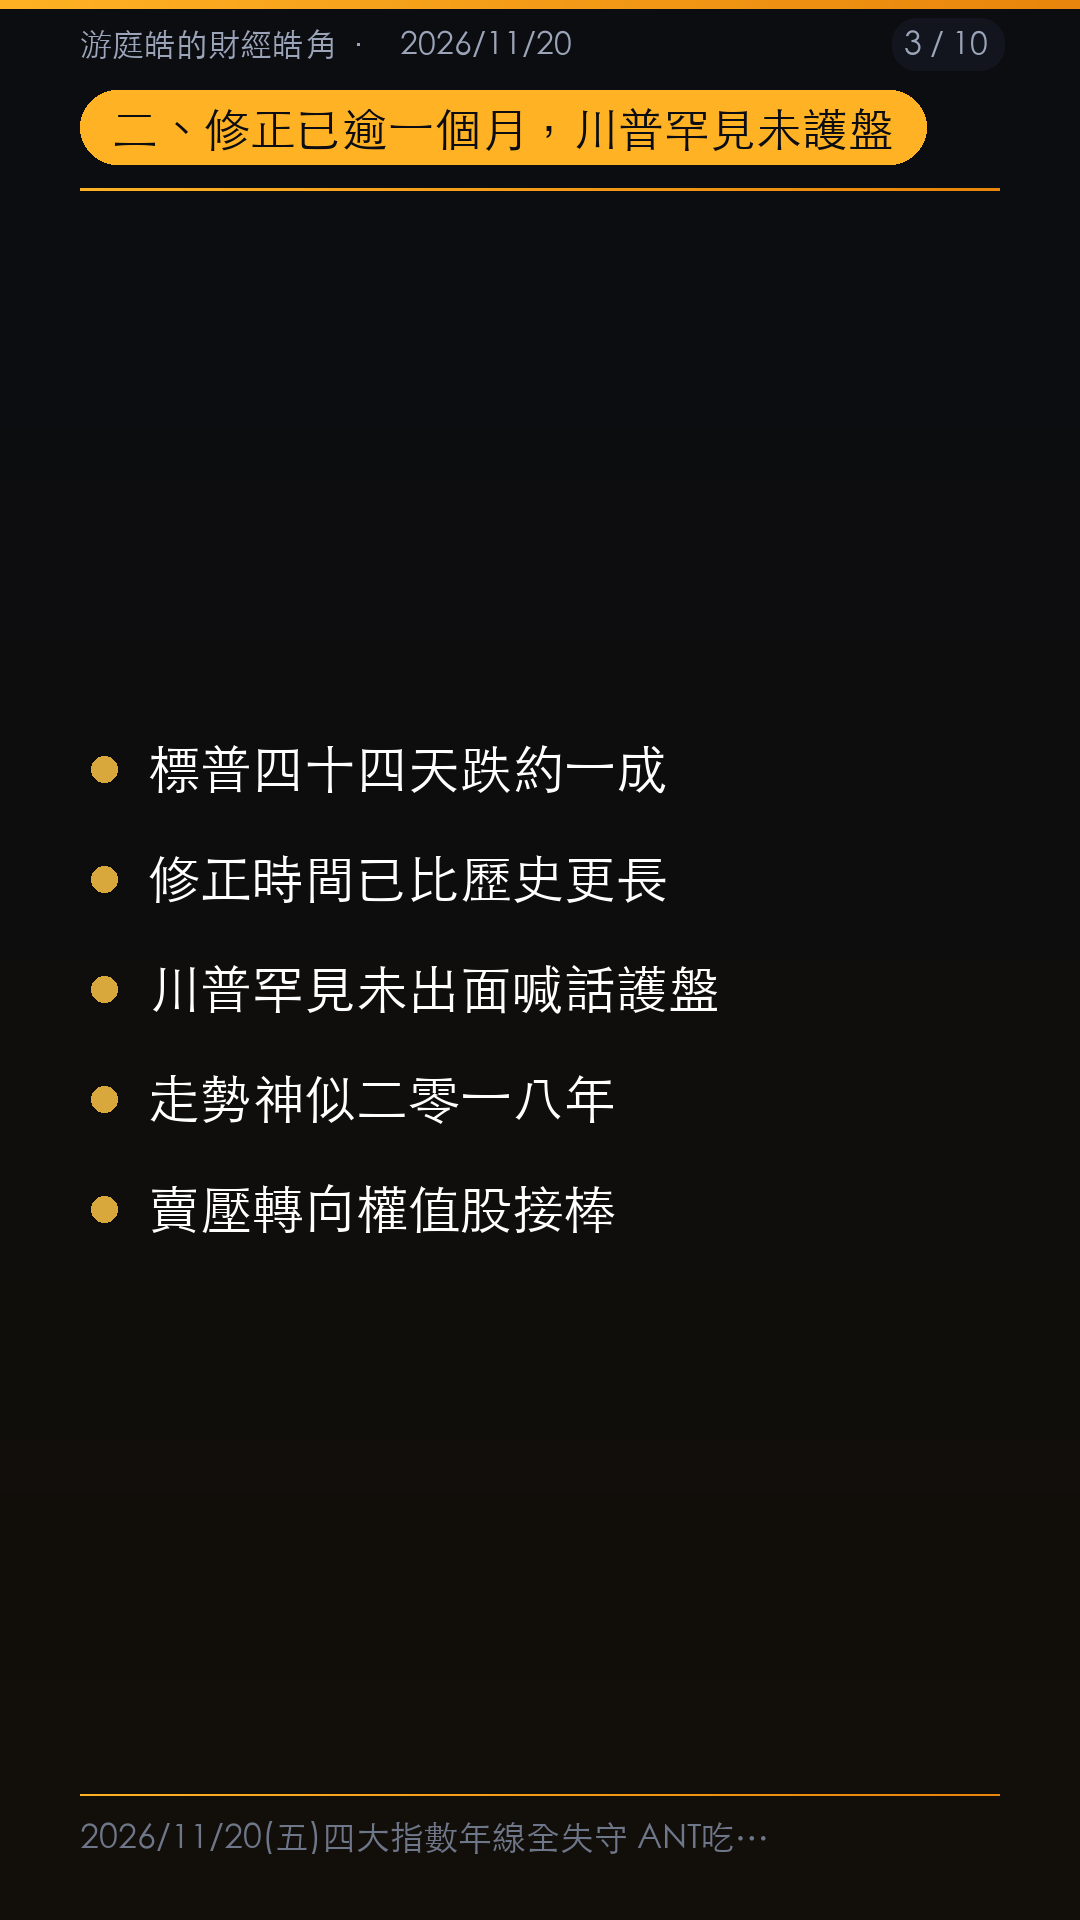 游庭皓的財經皓角 · 2026/11/20
3 / 10
二、修正已逾一個月，川普罕見未護盤
標普四十四天跌約一成
修正時間已比歷史更長
川普罕見未出面喊話護盤
走勢神似二零一八年
賣壓轉向權值股接棒
2026/11/20(五)四大指數年線全失守 ANT吃…